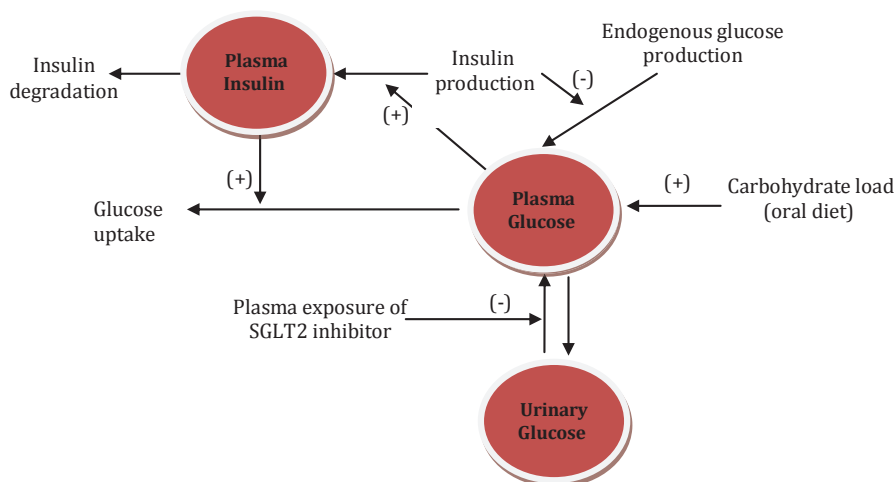 Endogenous glucose
production
Plasma
Insulin
Insulin
production
Insulin
degradation
(-)
(+)
(+)
(+)
Plasma
Glucose
Carbohydrate load
(oral diet)
Glucose
uptake
Plasma exposure of
SGLT2 inhibitor
(-)
Urinary
Glucose